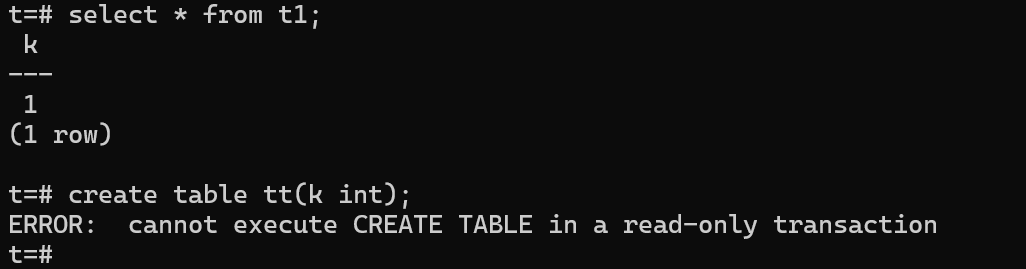 t=# select * from t1;
 k
---
 1
(1 row)

t=# create table tt(k int);
ERROR:  cannot execute CREATE TABLE in a read-only transaction
t=#